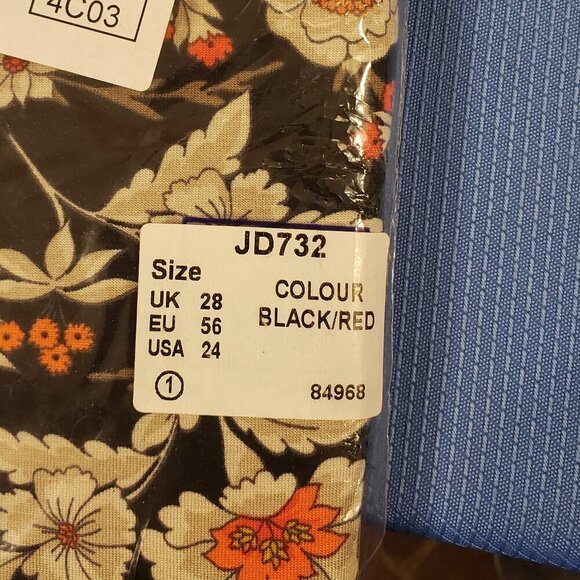 4C03
JD732
Size
UK 28
EU 56
USA 24
COLOUR
BLACK/RED
1
84968